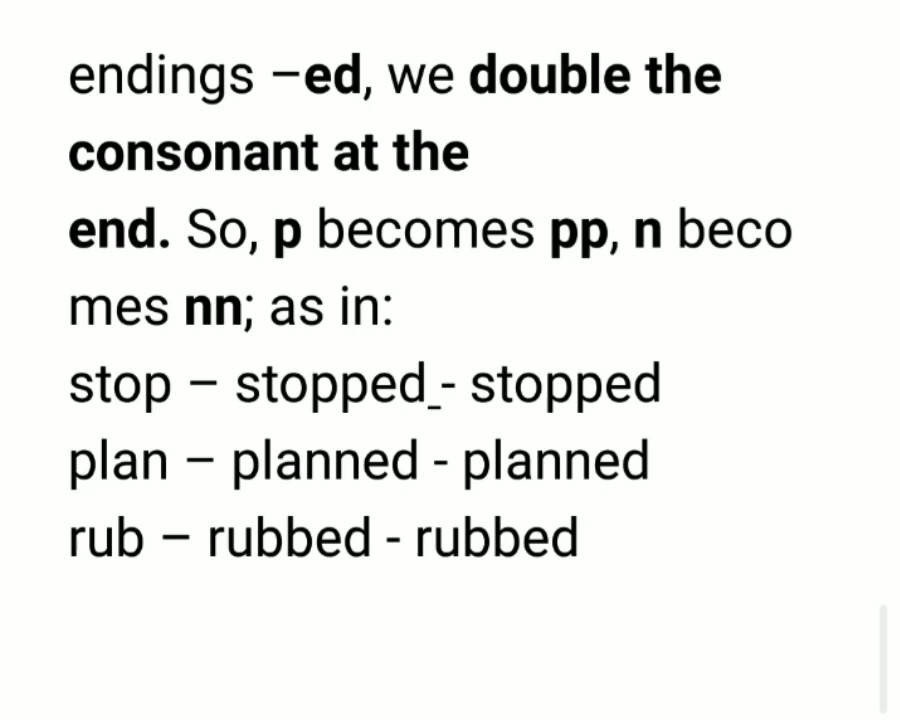 endings –ed, we double the
consonant at the
end. So, p becomes pp, n beco
mes nn; as in:
stop – stopped - stopped
plan – planned - planned
rub – rubbed - rubbed